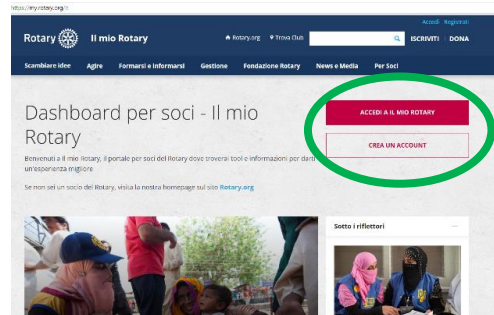 https://my.rotary.org/it
Accedi Registrati
Rotary Il mio Rotary Rotary.org Trova Club ISCRIVITI DONA
Scambiare idee Agire Formarsi e Informarsi Gestione Fondazione Rotary News e Media Per Soci
Dashboard per soci - Il mio
Rotary
ACCEDI A IL MIO ROTARY
CREA UN ACCOUNT
Benvenuti a Il mio Rotary, il portale per soci del Rotary dove troverai tool e informazioni per darti
un'esperienza migliore
Se non sei un socio del Rotary, visita la nostra homepage sul sito Rotary.org
Sotto i riflettori